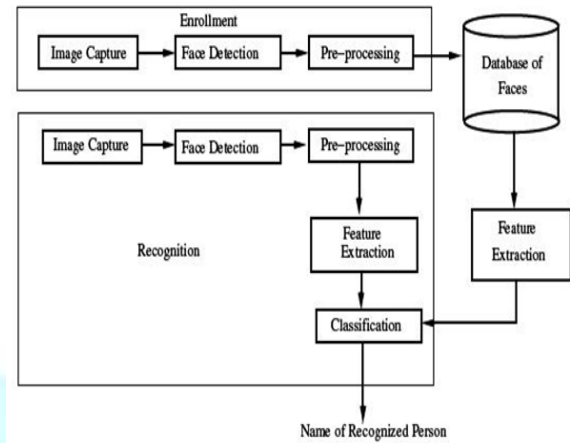 Enrollment
Image Capture
Face Detection
Pre-processing
Database of
Faces
Image Capture
Face Detection
Pre-processing
Feature
Extraction
Feature
Extraction
Recognition
Classification
Name of Recognized Person